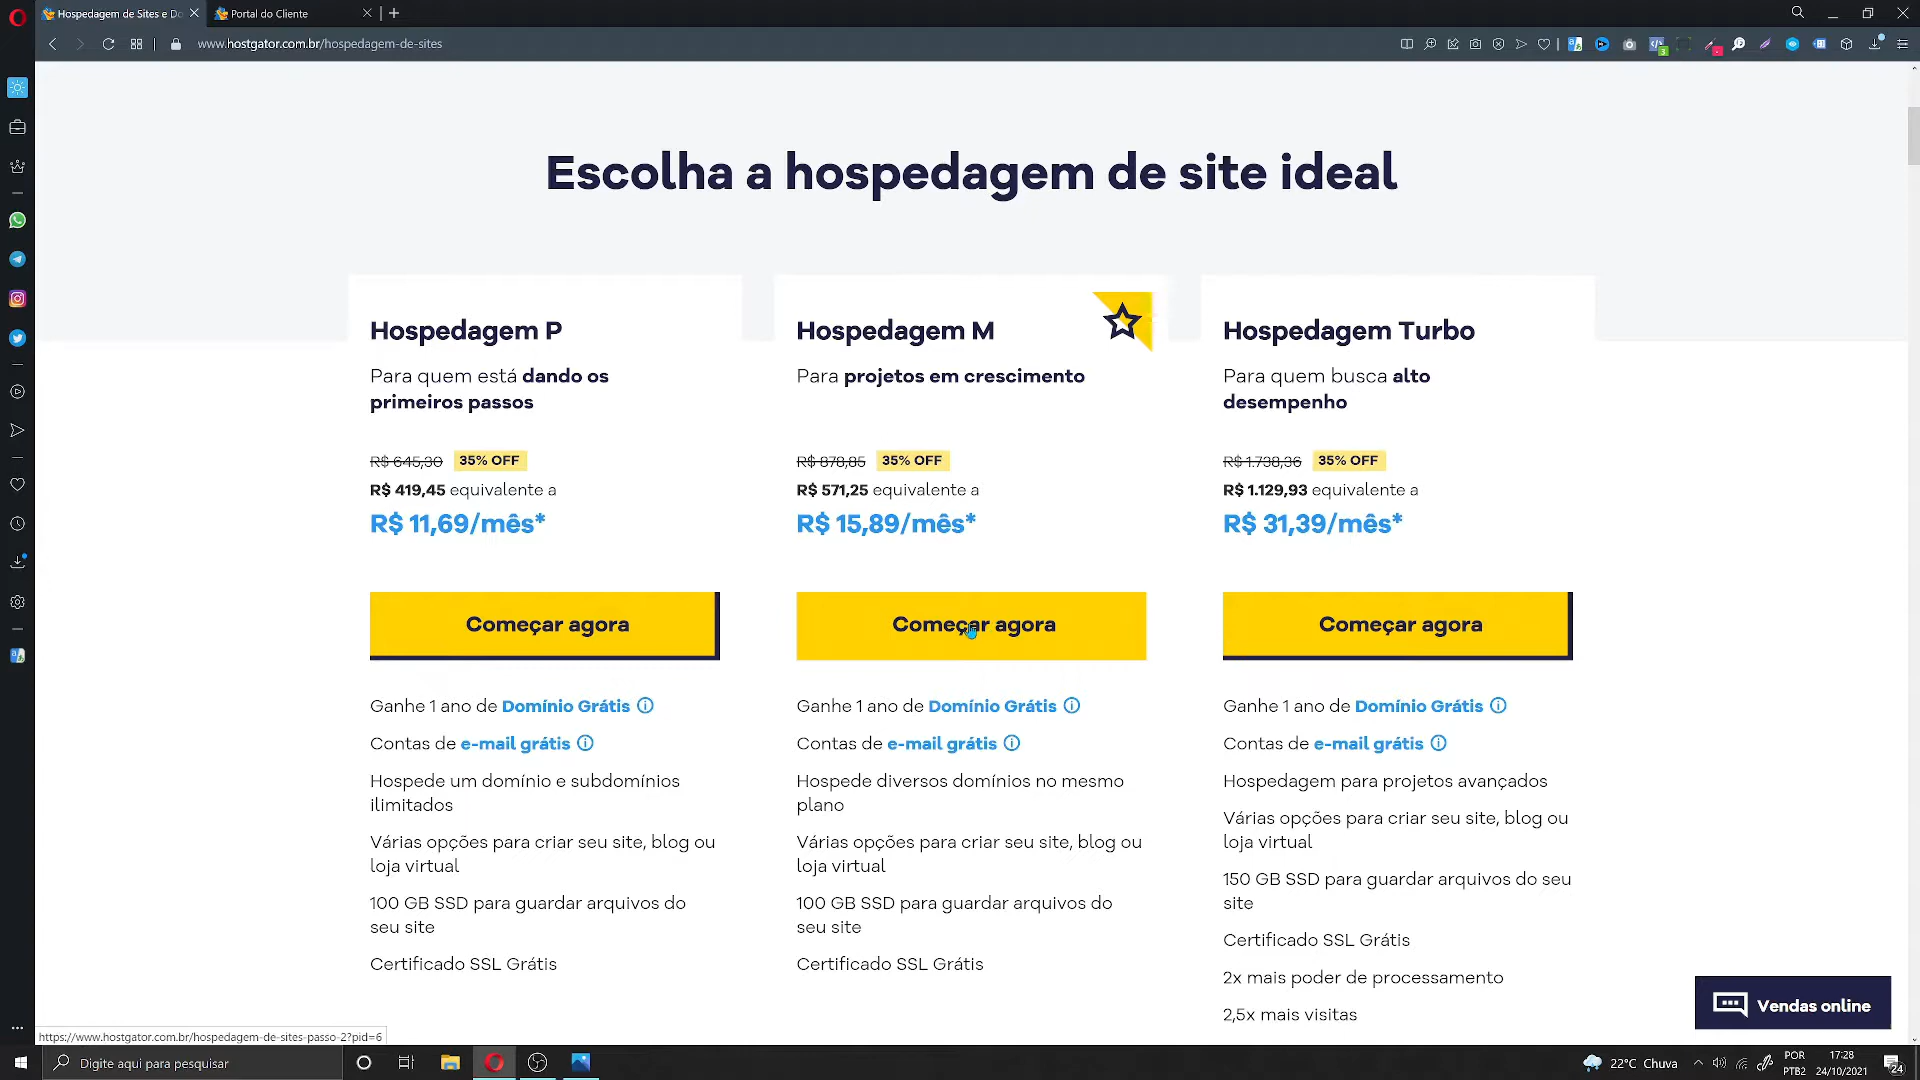 Hospedagem de Sites e Do
Portal do Cliente
www.hostgator.com.br/hospedagem-de-sites
Escolha a hospedagem de site ideal
Hospedagem P
Para quem está dando os
primeiros passos
R$ 645,30 35% OFF
R$ 419,45 equivalente a
R$ 11,69/mês*
Começar agora
Ganhe 1 ano de Domínio Grátis
Contas de e-mail grátis
Hospede um domínio e subdomínios
ilimitados
Várias opções para criar seu site, blog ou
loja virtual
100 GB SSD para guardar arquivos do
seu site
Certificado SSL Grátis
Hospedagem M
Para projetos em crescimento
R$ 878,85 35% OFF
R$ 571,25 equivalente a
R$ 15,89/mês*
Começar agora
Ganhe 1 ano de Domínio Grátis
Contas de e-mail grátis
Hospede diversos domínios no mesmo
plano
Várias opções para criar seu site, blog ou
loja virtual
100 GB SSD para guardar arquivos do
seu site
Certificado SSL Grátis
Hospedagem Turbo
Para quem busca alto
desempenho
R$ 1.738,36 35% OFF
R$ 1.129,93 equivalente a
R$ 31,39/mês*
Começar agora
Ganhe 1 ano de Domínio Grátis
Contas de e-mail grátis
Hospedagem para projetos avançados
Várias opções para criar seu site, blog ou
loja virtual
150 GB SSD para guardar arquivos do seu
site
Certificado SSL Grátis
2x mais poder de processamento
2,5x mais visitas
Vendas online
https://www.hostgator.com.br/hospedagem-de-sites-passo-2?pid=6
Digite aqui para pesquisar
22°C Chuva
POR
PTB2
17:28
24/10/2021
24